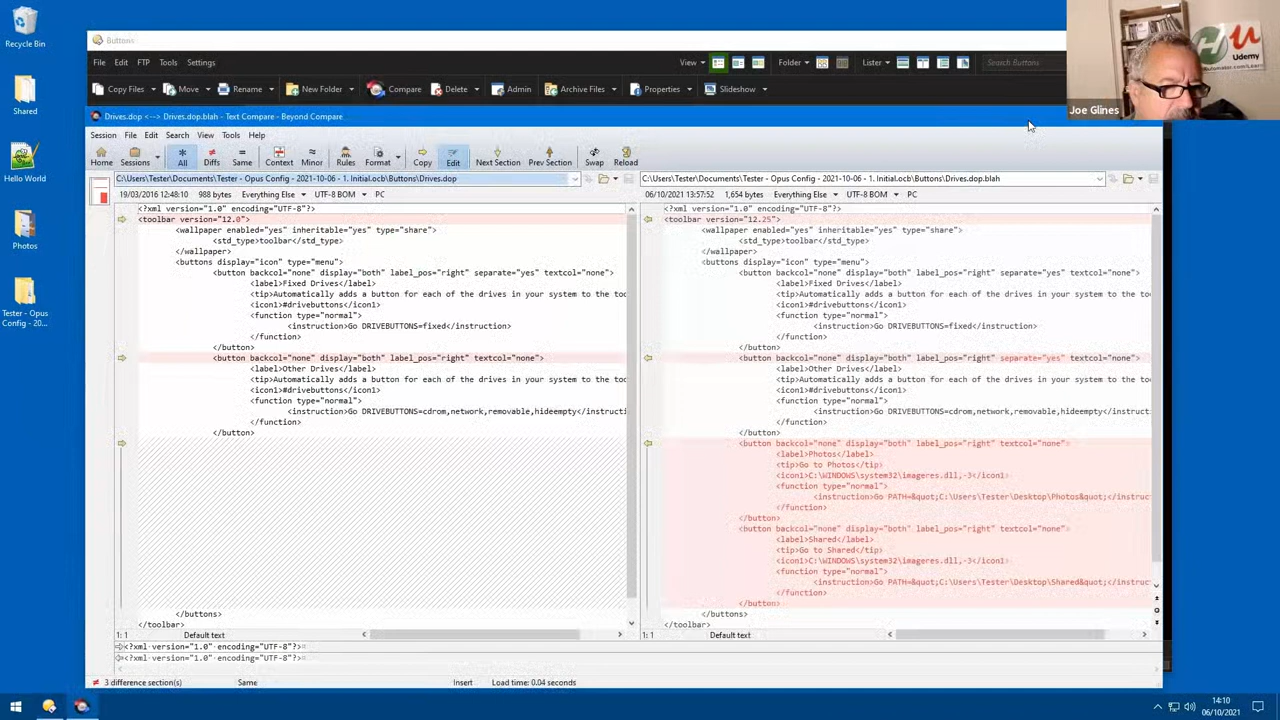 Recycle Bin
Shared
Hello World
Photos
Tester - Opus
Config - 20...
Buttons
File Edit FTP Tools Settings
View Folder Lister Search Buttons
Copy Files Move Rename New Folder Compare Delete Admin Archive Files Properties Slideshow
Udemy
Joe Glines
Drives.dop <--> Drives.dop.blah - Text Compare - Beyond Compare
Session File Edit Search View Tools Help
Home Sessions All Diffs Same Context Minor Rules Format Copy Edit Next Section Prev Section Swap Reload
C:\Users\Tester\Documents\Tester - Opus Config - 2021-10-06 - 1. Initial.ocb\Buttons\Drives.dop
19/03/2016 12:48:10 988 bytes Everything Else UTF-8 BOM PC
<?xml version="1.0" encoding="UTF-8"?>
<toolbar version="12.0">
<wallpaper enabled="yes" inheritable="yes" type="share">
<std_type>toolbar</std_type>
</wallpaper>
<buttons display="icon" type="menu">
<button backcol="none" display="both" label_pos="right" separate="yes" textcol="none">
<label>Fixed Drives</label>
<tip>Automatically adds a button for each of the drives in your system to the too
<icon1>#drivebuttons</icon1>
<function type="normal">
<instruction>Go DRIVEBUTTONS=fixed</instruction>
</function>
</button>
<button backcol="none" display="both" label_pos="right" textcol="none">
<label>Other Drives</label>
<tip>Automatically adds a button for each of the drives in your system to the too
<icon1>#drivebuttons</icon1>
<function type="normal">
<instruction>Go DRIVEBUTTONS=cdrom,network,removable,hideempty</instructi
</function>
</button>
</buttons>
</toolbar>
1: 1 Default text
C:\Users\Tester\Documents\Tester - Opus Config - 2021-10-06 - 1. Initial.ocb\Buttons\Drives.dop.blah
06/10/2021 13:57:52 1,654 bytes Everything Else UTF-8 BOM PC
<?xml version="1.0" encoding="UTF-8"?>
<toolbar version="12.25">
<wallpaper enabled="yes" inheritable="yes" type="share">
<std_type>toolbar</std_type>
</wallpaper>
<buttons display="icon" type="menu">
<button backcol="none" display="both" label_pos="right" separate="yes" textcol="none">
<label>Fixed Drives</label>
<tip>Automatically adds a button for each of the drives in your system to the too
<icon1>#drivebuttons</icon1>
<function type="normal">
<instruction>Go DRIVEBUTTONS=fixed</instruction>
</function>
</button>
<button backcol="none" display="both" label_pos="right" separate="yes" textcol="none">
<label>Other Drives</label>
<tip>Automatically adds a button for each of the drives in your system to the too
<icon1>#drivebuttons</icon1>
<function type="normal">
<instruction>Go DRIVEBUTTONS=cdrom,network,removable,hideempty</instructi
</function>
</button>
<button backcol="none" display="both" label_pos="right" textcol="none">
<label>Photos</label>
<tip>Go to Photos</tip>
<icon1>C:\WINDOWS\system32\imageres.dll,-3</icon1>
<function type="normal">
<instruction>Go PATH=&quot;C:\Users\Tester\Desktop\Photos&quot;</instruc
</function>
</button>
<button backcol="none" display="both" label_pos="right" textcol="none">
<label>Shared</label>
<tip>Go to Shared</tip>
<icon1>C:\WINDOWS\system32\imageres.dll,-3</icon1>
<function type="normal">
<instruction>Go PATH=&quot;C:\Users\Tester\Desktop\Shared&quot;</instruc
</function>
</button>
</buttons>
</toolbar>
1: 1 Default text
<?xml version="1.0" encoding="UTF-8"?>
<?xml version="1.0" encoding="UTF-8"?>
3 difference section(s) Same Insert Load time: 0.04 seconds
14:10
06/10/2021